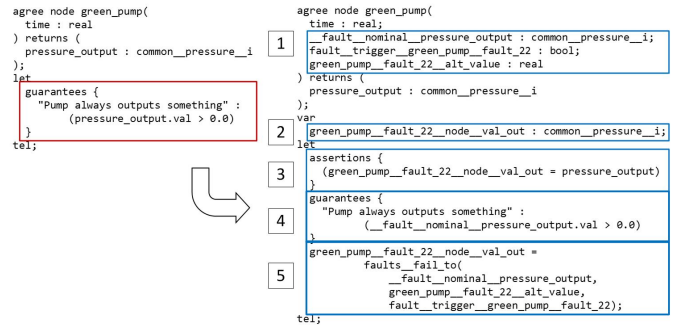 agree node green_pump(
  time : real
) returns (
  pressure_output : common__pressure__i
);
let
  guarantees {
    "Pump always outputs something" :
        (pressure_output.val > 0.0)
  }
tel;
agree node green_pump(
  time : real;
1
  __fault__nominal__pressure_output : common__pressure__i;
  fault__trigger__green_pump__fault_22 : bool;
  green_pump__fault_22__alt_value : real
) returns (
  pressure_output : common__pressure__i
);
var
2
  green_pump__fault_22__node__val_out : common__pressure__i;
let
3
  assertions {
    (green_pump__fault_22__node__val_out = pressure_output)
  }
4
  guarantees {
    "Pump always outputs something" :
          (__fault__nominal__pressure_output.val > 0.0)
  }
5
  green_pump__fault_22__node__val_out =
          faults__fail_to(
              __fault__nominal__pressure_output,
              green_pump__fault_22__alt_value,
              fault__trigger__green_pump__fault_22);
tel;